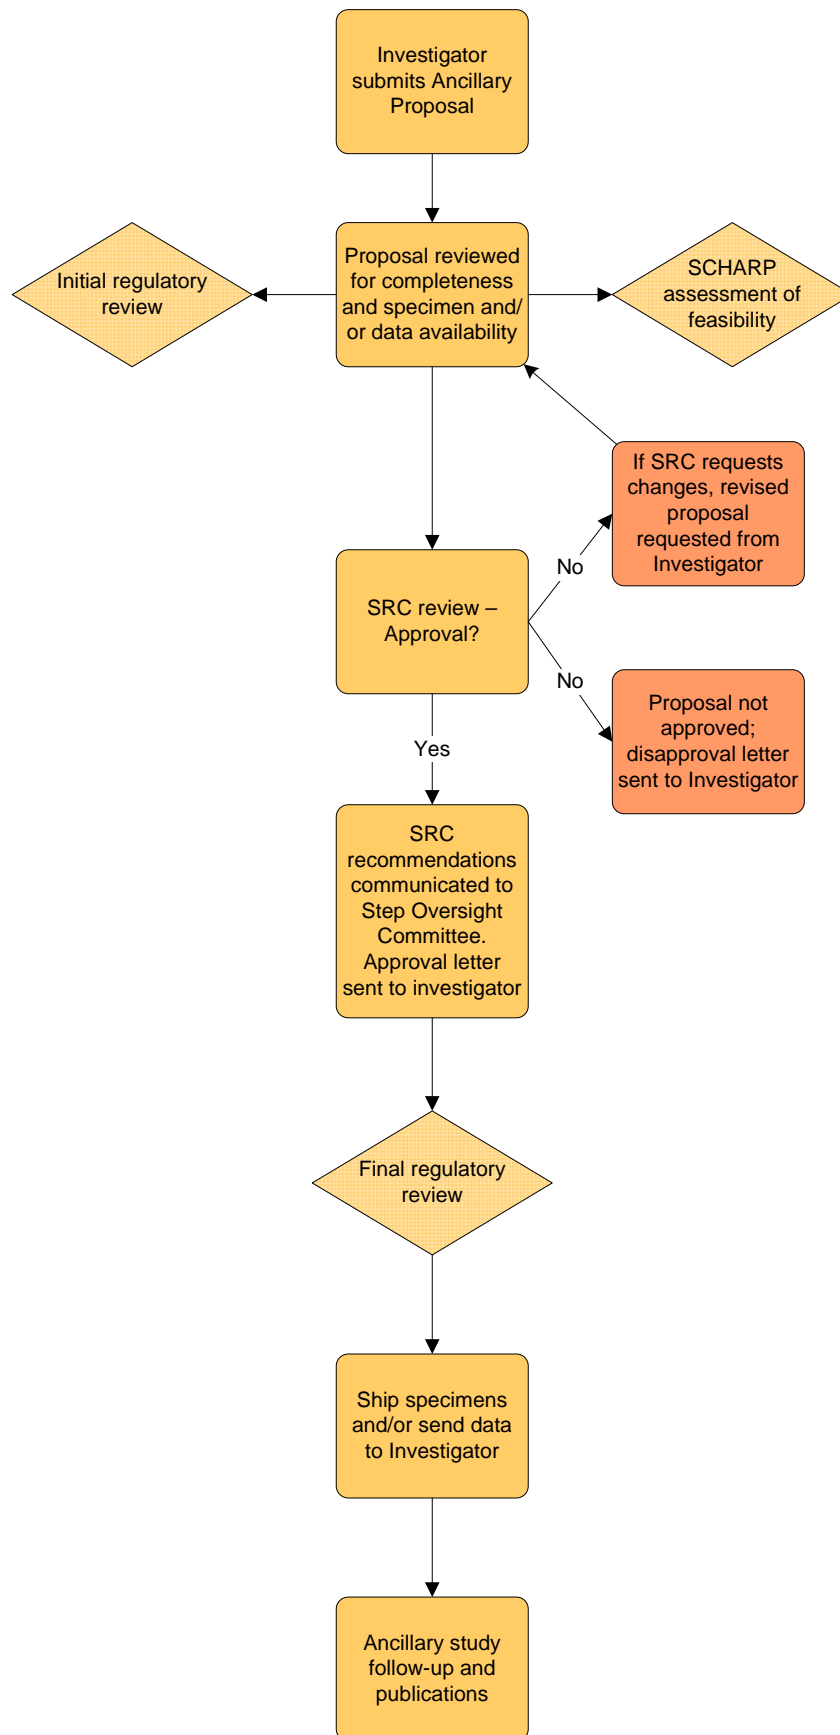 Investigator
submits Ancillary
Proposal
Initial regulatory
review
Proposal reviewed
for completeness
and specimen and/
or data availability
SCHARP
assessment of
feasibility
If SRC requests
changes, revised
proposal
requested from
Investigator
No
SRC review –
Approval?
No
Proposal not
approved;
disapproval letter
sent to Investigator
Yes
SRC
recommendations
communicated to
Step Oversight
Committee.
Approval letter
sent to investigator
Final regulatory
review
Ship specimens
and/or send data
to Investigator
Ancillary study
follow-up and
publications